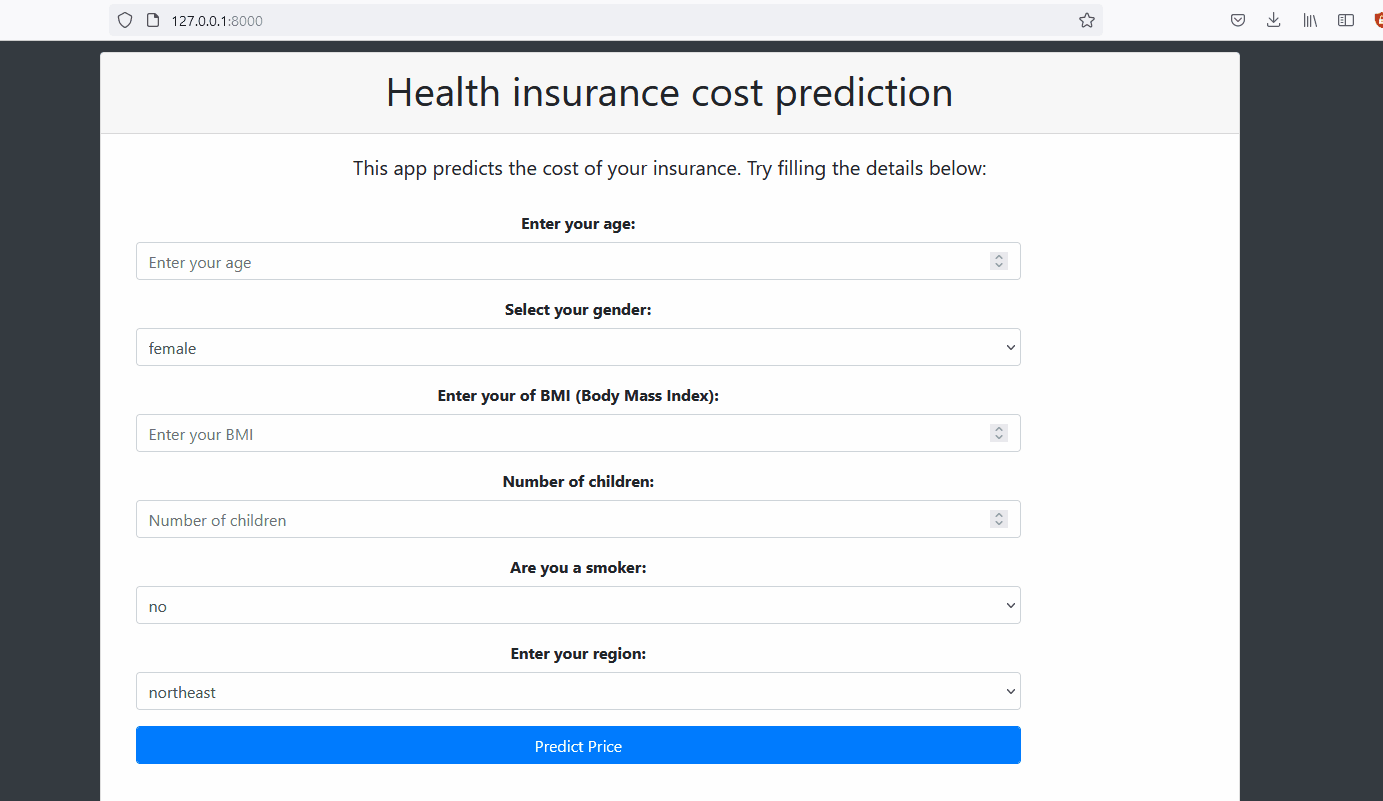 127.0.0.1:8000
Health insurance cost prediction
This app predicts the cost of your insurance. Try filling the details below:
Enter your age:
Enter your age
Select your gender:
female
Enter your of BMI (Body Mass Index):
Enter your BMI
Number of children:
Number of children
Are you a smoker:
no
Enter your region:
northeast
Predict Price